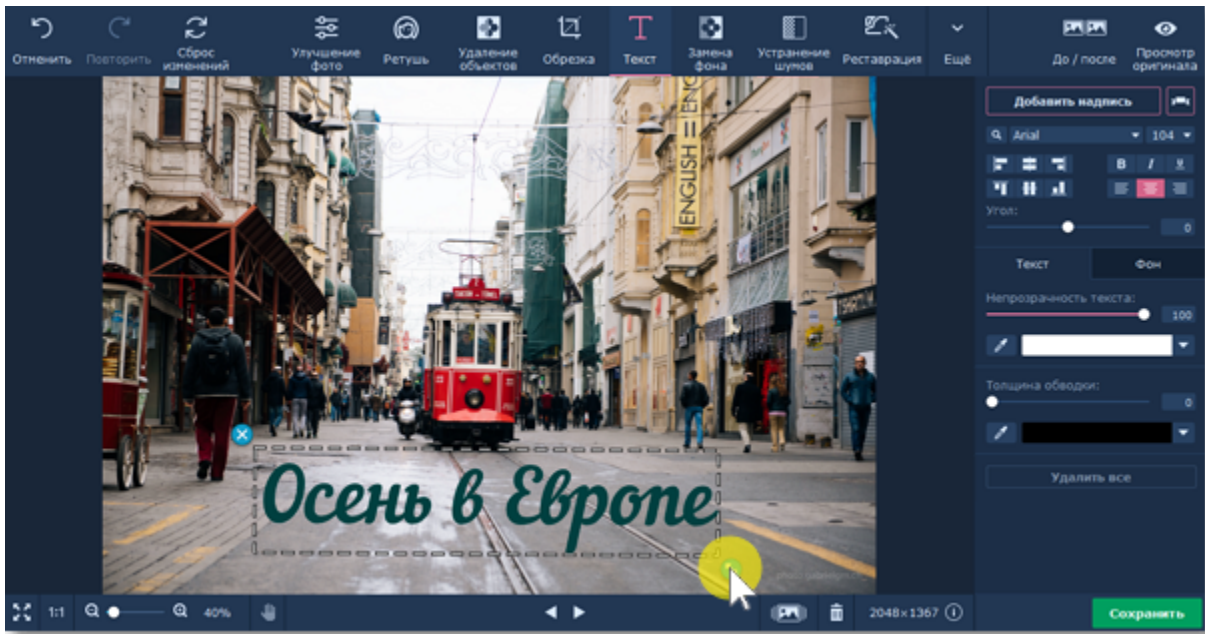 Отменить
Повторить
Сброс
изменений
Улучшение
фото
Ретушь
Удаление
объектов
Обрезка
Текст
Замена
фона
Устранение
шумов
Реставрация
Ещё
До / после
Просмотр
оригинала
Добавить надпись
Arial
104
B I U
Угол:
0
Текст
Фон
Непрозрачность текста:
100
Толщина обводки:
0
Удалить все
ENGLISH = ENG
Осень в Европе
1:1
40%
2048×1367
Сохранить